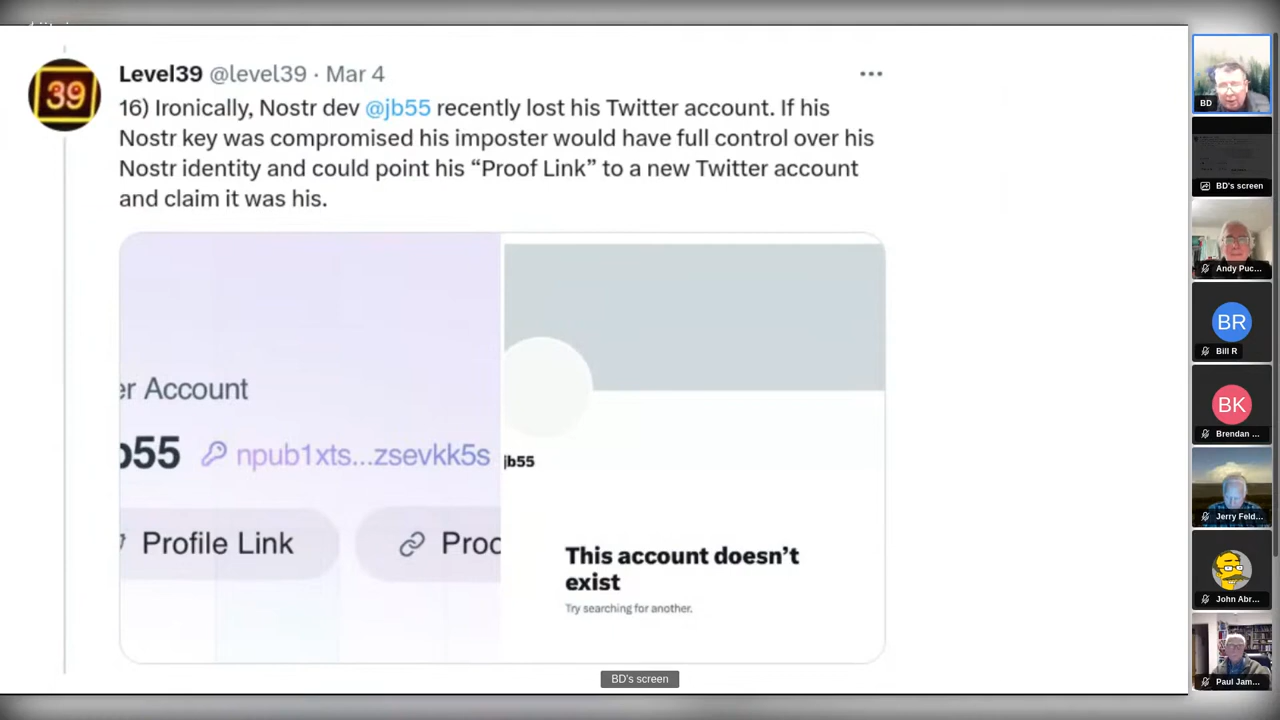 39
Level39 @level39 · Mar 4
16) Ironically, Nostr dev @jb55 recently lost his Twitter account. If his
Nostr key was compromised his imposter would have full control over his
Nostr identity and could point his “Proof Link” to a new Twitter account
and claim it was his.
er Account
b55 npub1xts...zsevkk5s
Profile Link
Proc
jb55
This account doesn’t
exist
Try searching for another.
BD's screen
BD
BD's screen
Andy Puc...
BR
Bill R
BK
Brendan ...
Jerry Feld...
John Abr...
Paul Jam...